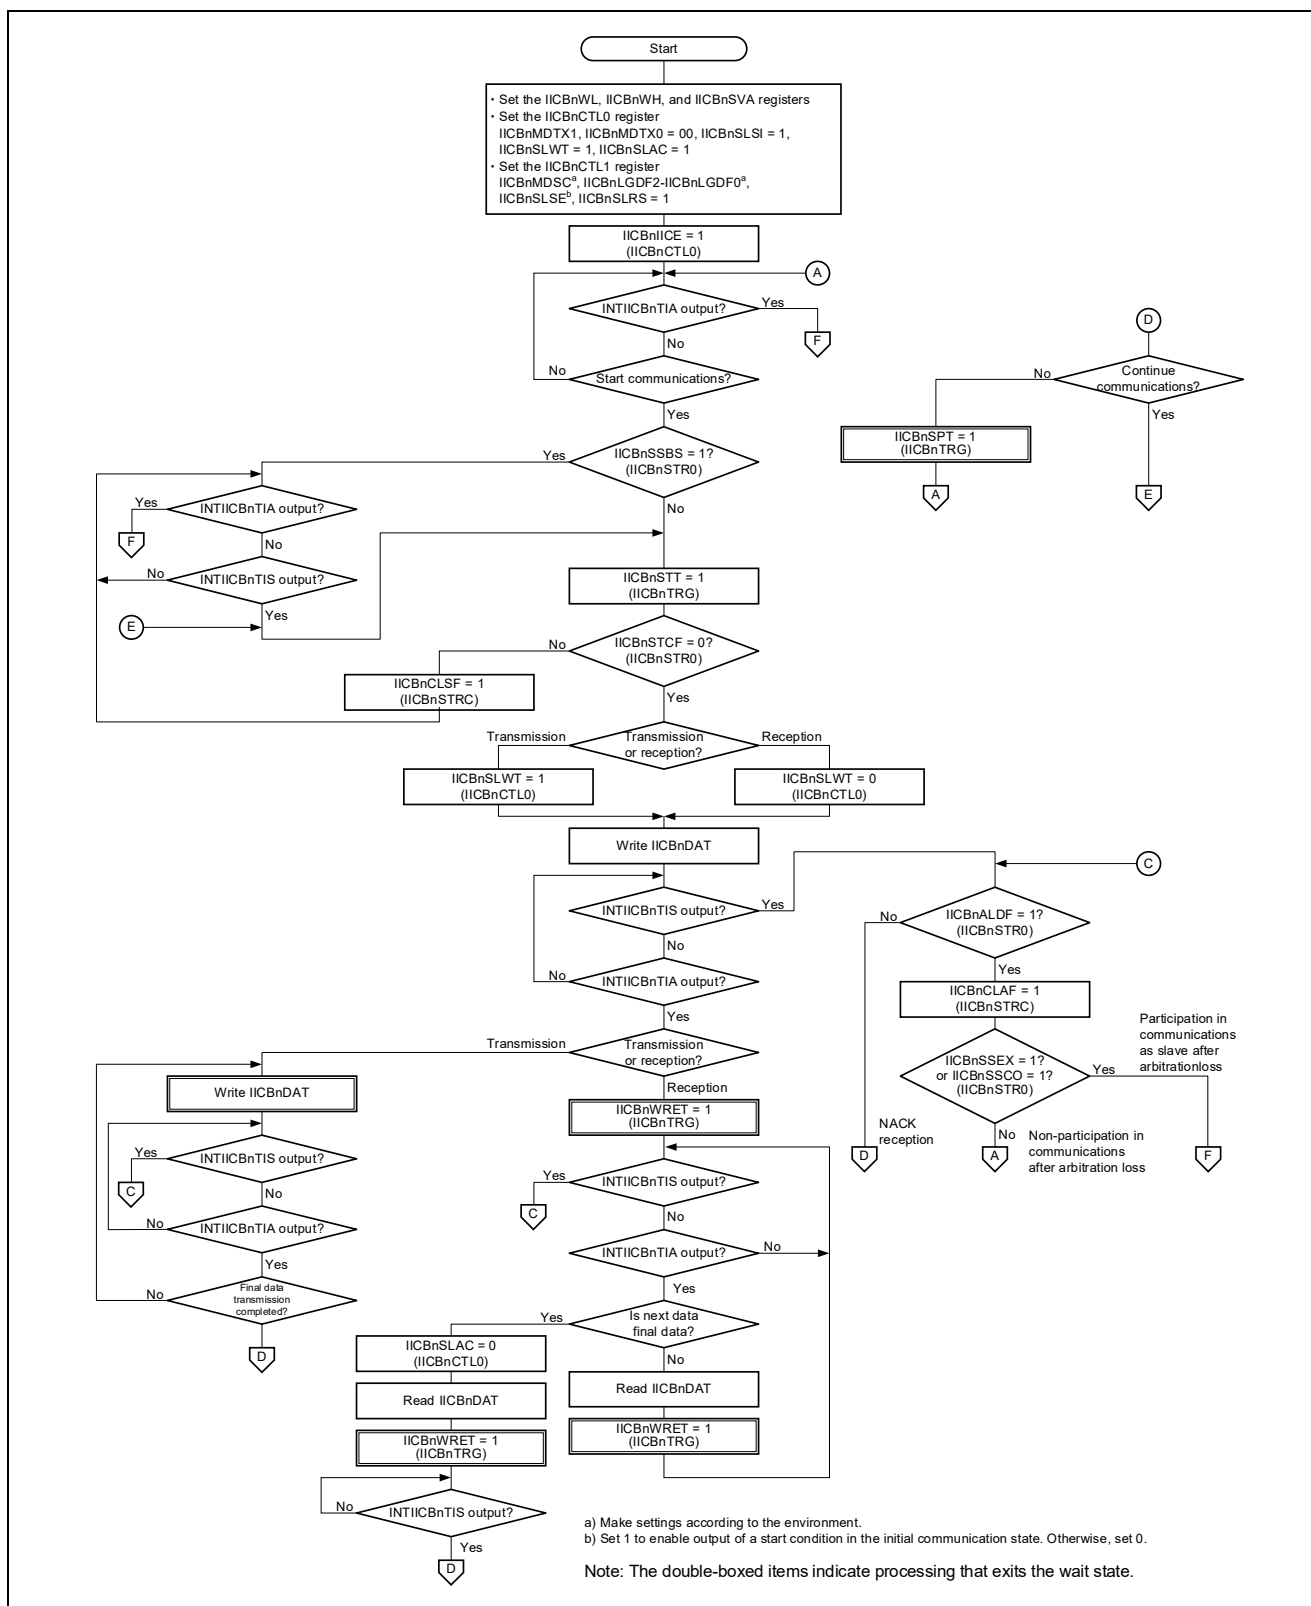 Start
・Set the IICBnWL, IICBnWH, and IICBnSVA registers
・Set the IICBnCTL0 register
IICBnMDTX1, IICBnMDTX0 = 00, IICBnSLSI = 1,
IICBnSLWT = 1, IICBnSLAC = 1
・Set the IICBnCTL1 register
IICBnMDSCa, IICBnLGDF2-IICBnLGDF0a,
IICBnSLSEb, IICBnSLRS = 1
IICBnIICE = 1
(IICBnCTL0)
A
INTIICBnTIA output?
Yes
F
No
Start communications?
No
Yes
D
Continue
communications?
No
Yes
IICBnSPT = 1
(IICBnTRG)
A
E
IICBnSSBS = 1?
(IICBnSTR0)
Yes
No
INTIICBnTIA output?
Yes
F
No
INTIICBnTIS output?
No
Yes
E
IICBnSTT = 1
(IICBnTRG)
IICBnSTCF = 0?
(IICBnSTR0)
No
Yes
IICBnCLSF = 1
(IICBnSTRC)
Transmission
Transmission
or reception?
Reception
IICBnSLWT = 1
(IICBnCTL0)
IICBnSLWT = 0
(IICBnCTL0)
Write IICBnDAT
INTIICBnTIS output?
Yes
No
INTIICBnTIA output?
No
Yes
C
IICBnALDF = 1?
(IICBnSTR0)
No
Yes
IICBnCLAF = 1
(IICBnSTRC)
IICBnSSEX = 1?
or IICBnSSCO = 1?
(IICBnSTR0)
Yes
Participation in
communications
as slave after
arbitrationloss
No
NACK
reception
Non-participation in
communications
after arbitration loss
D
A
F
Transmission
Transmission
or reception?
Reception
Write IICBnDAT
INTIICBnTIS output?
Yes
C
No
INTIICBnTIA output?
No
Yes
Final data
transmission
completed?
No
D
IICBnWRET = 1
(IICBnTRG)
INTIICBnTIS output?
Yes
C
No
INTIICBnTIA output?
No
Yes
Is next data
final data?
Yes
No
IICBnSLAC = 0
(IICBnCTL0)
Read IICBnDAT
IICBnWRET = 1
(IICBnTRG)
Read IICBnDAT
IICBnWRET = 1
(IICBnTRG)
INTIICBnTIS output?
No
Yes
D
a) Make settings according to the environment.
b) Set 1 to enable output of a start condition in the initial communication state. Otherwise, set 0.
Note: The double-boxed items indicate processing that exits the wait state.